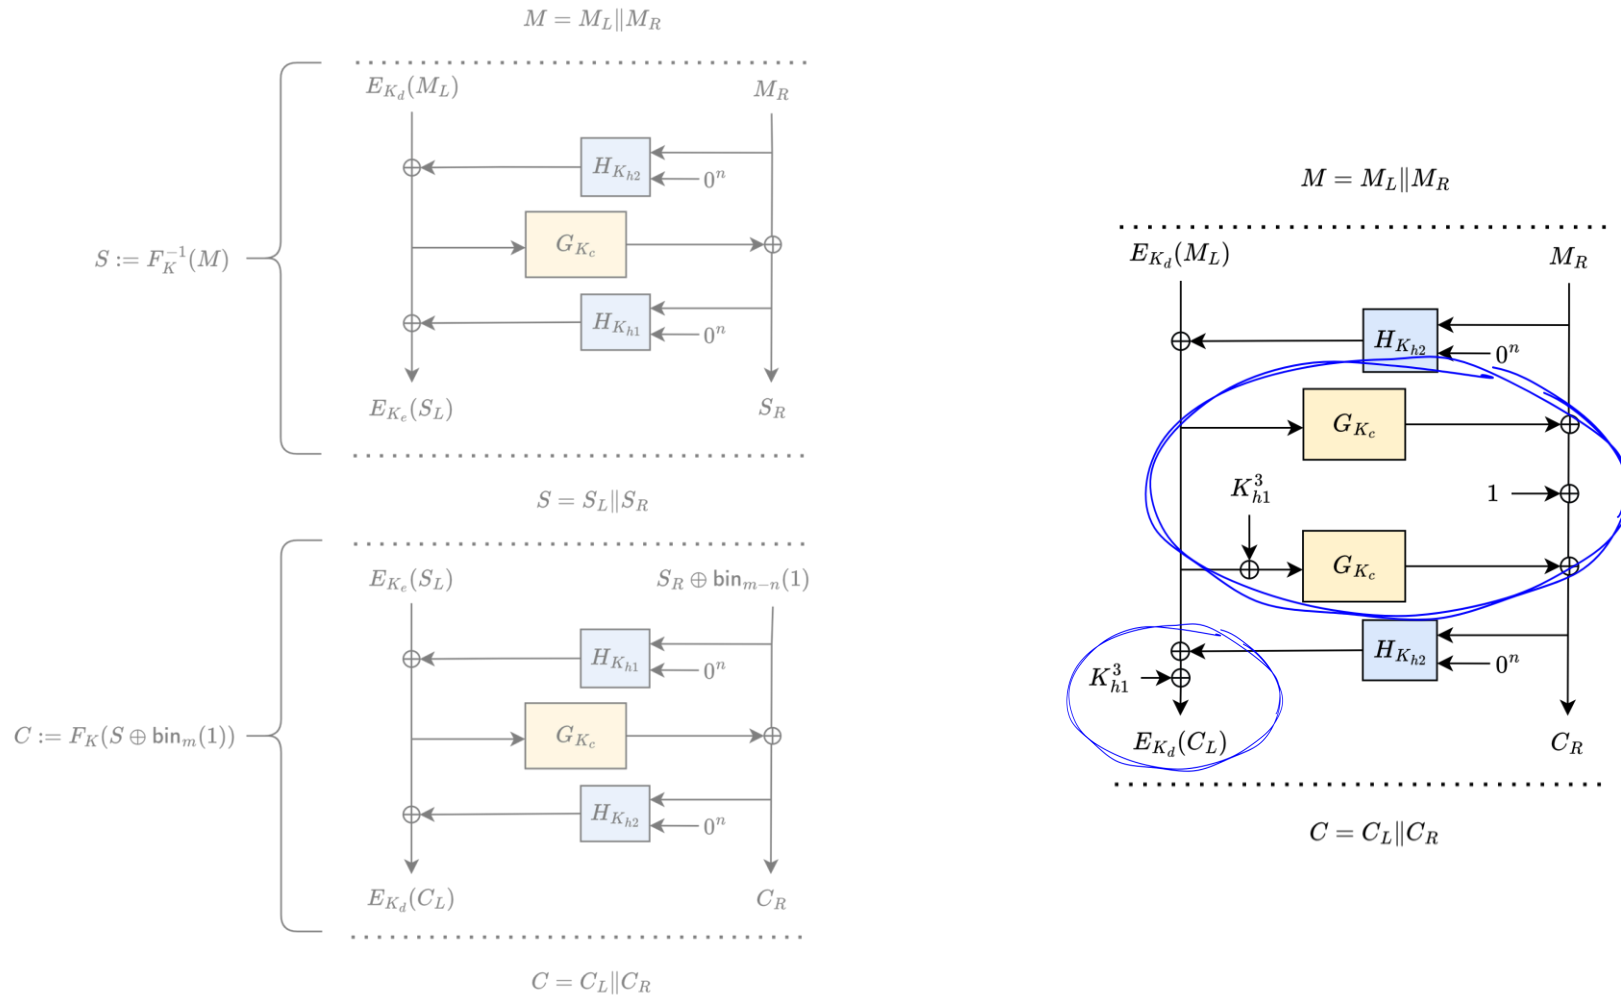 M = M_L‖M_R
E_{K_d}(M_L) M_R
H_{K_{h2}}
0^n
S := F_K^{-1}(M)
G_{K_c}
H_{K_{h1}}
0^n
E_{K_e}(S_L) S_R
S = S_L‖S_R
E_{K_e}(S_L) S_R ⊕ bin_{m−n}(1)
H_{K_{h1}}
0^n
C := F_K(S ⊕ bin_m(1))
G_{K_c}
H_{K_{h2}}
0^n
E_{K_d}(C_L) C_R
C = C_L‖C_R
M = M_L‖M_R
E_{K_d}(M_L) M_R
H_{K_{h2}}
0^n
G_{K_c}
K_{h1}^3
1
G_{K_c}
H_{K_{h2}}
0^n
K_{h1}^3
E_{K_d}(C_L) C_R
C = C_L‖C_R